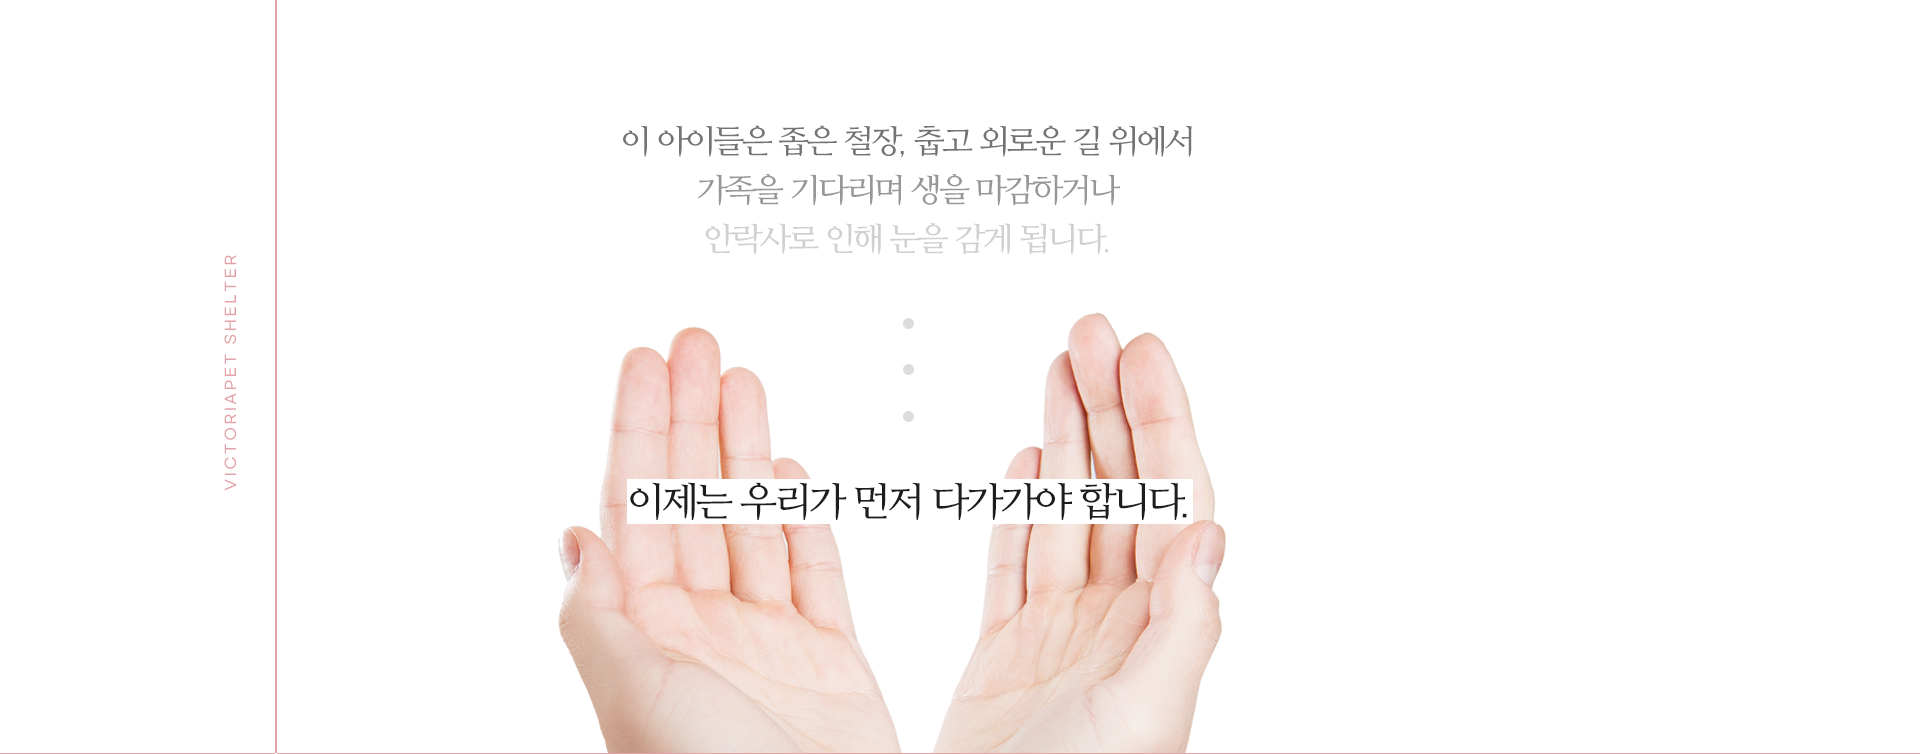 이 아이들은 좁은 철장, 춥고 외로운 길 위에서
가족을 기다리며 생을 마감하거나
안락사로 인해 눈을 감게 됩니다.
이제는 우리가 먼저 다가가야 합니다.
VICTORIAPET SHELTER